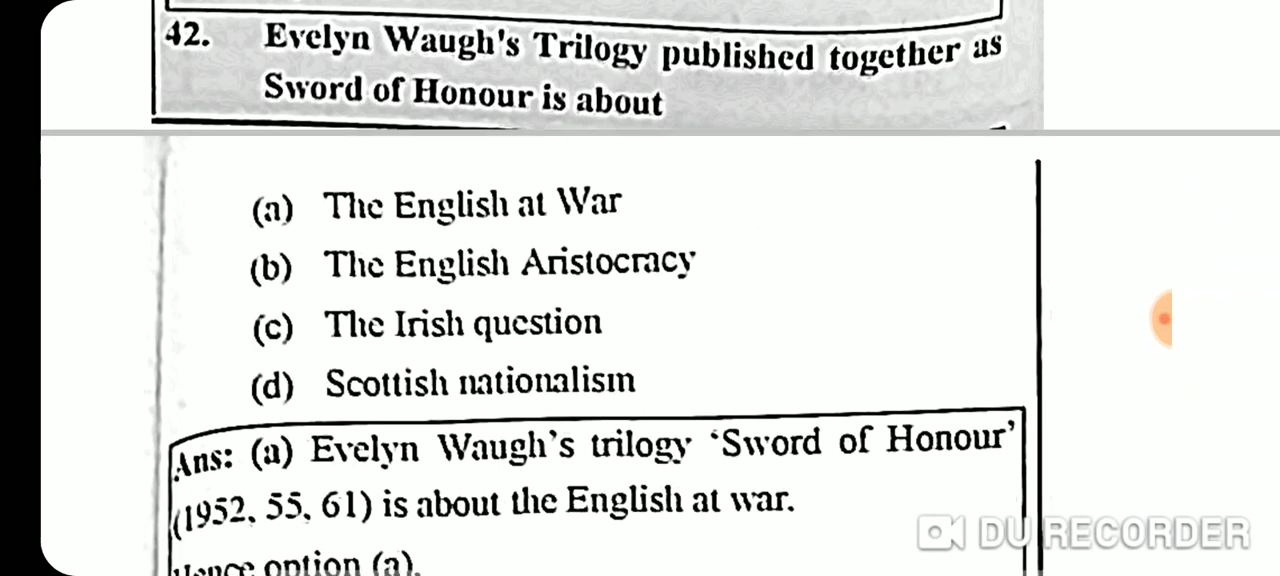 42. Evelyn Waugh's Trilogy published together as
Sword of Honour is about
(a) The English at War
(b) The English Aristocracy
(c) The Irish question
(d) Scottish nationalism
Ans: (a) Evelyn Waugh's trilogy 'Sword of Honour'
(1952, 55, 61) is about the English at war.
Hence option (a).
DU RECORDER